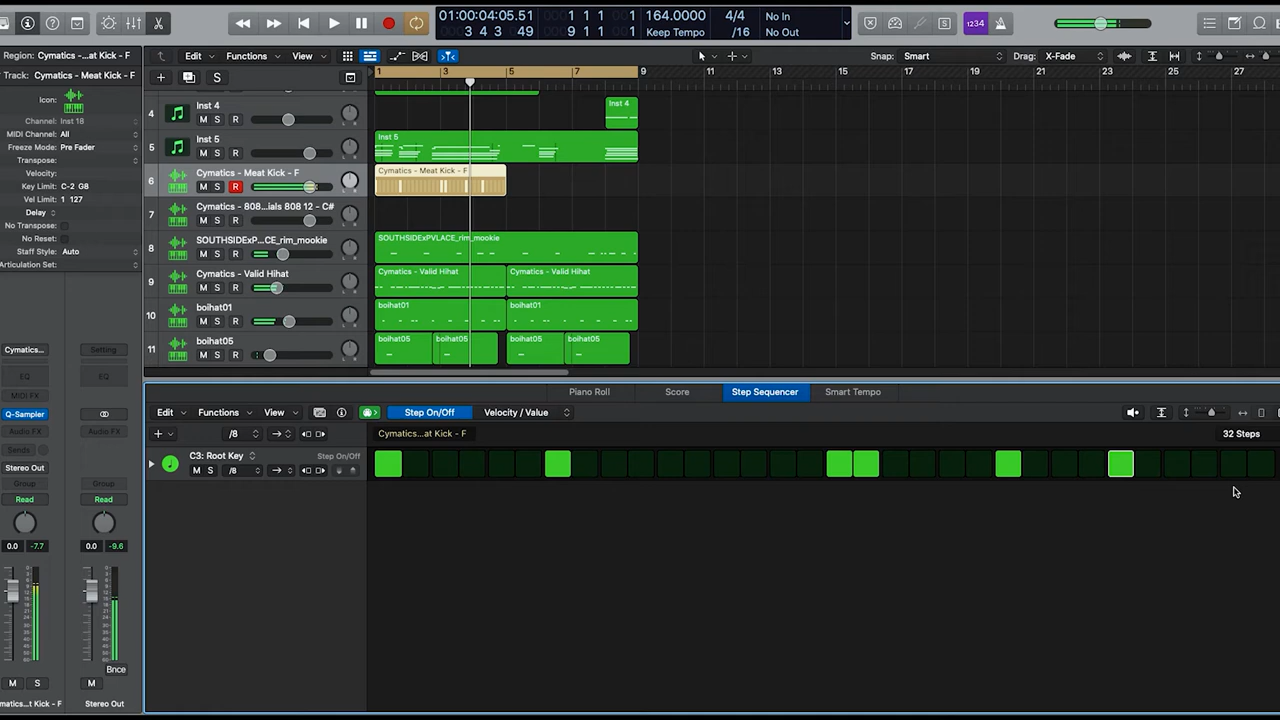 01:00:04:05.51
3 4 3 49
1 1 1 1
9 1 1 1
164.0000
Keep Tempo
4/4
/16
No In
No Out
1234
Region: Cymatics -...at Kick - F
Track: Cymatics - Meat Kick - F
Icon:
Channel: Inst 18
MIDI Channel: All
Freeze Mode: Pre Fader
Transpose:
Velocity:
Key Limit: C-2 G8
Vel Limit: 1 127
Delay
No Transpose:
No Reset:
Staff Style: Auto
Articulation Set:
Edit Functions View
Snap: Smart
Drag: X-Fade
S
1 3 5 7 9 11 13 15 17 19 21 23 25 27
4 Inst 4
M S R
Inst 4
5 Inst 5
M S R
Inst 5
6 Cymatics - Meat Kick - F
M S R
Cymatics - Meat Kick - F
7 Cymatics - 808...ials 808 12 - C#
M S R
8 SOUTHSIDExP...CE_rim_mookie
M S R
SOUTHSIDExPVLACE_rim_mookie
9 Cymatics - Valid Hihat
M S R
Cymatics - Valid Hihat
Cymatics - Valid Hihat
10 boihat01
M S R
boihat01
boihat01
11 boihat05
M S R
boihat05
boihat05
boihat05
boihat05
Piano Roll Score Step Sequencer Smart Tempo
Edit Functions View
Step On/Off
Velocity / Value
/8
Cymatics...at Kick - F
32 Steps
C3: Root Key
Step On/Off
M S /8
Cymatics...
Setting
EQ
EQ
MIDI FX
Q-Sampler
Audio FX
Audio FX
Sends
Stereo Out
Group
Group
Read
Read
0.0 -7.7
0.0 -9.6
Bnce
M S
M
matics...t Kick - F
Stereo Out